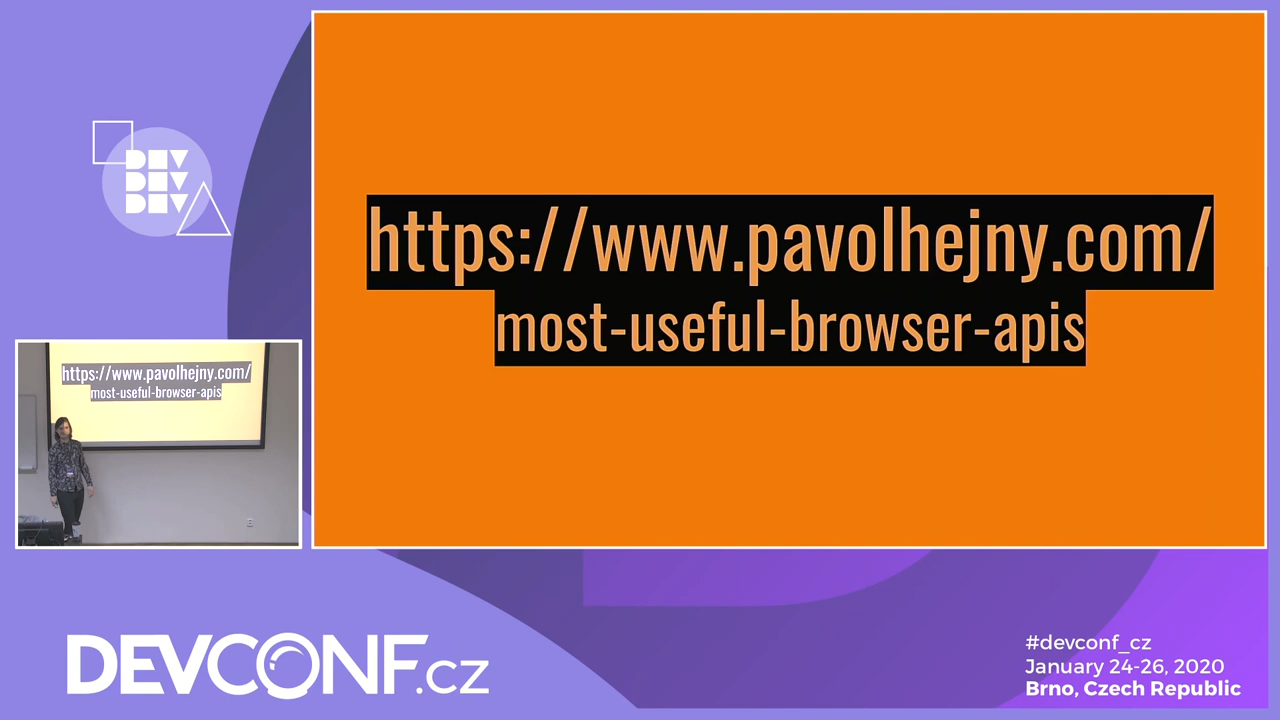 https://www.pavolhejny.com/
most-useful-browser-apis
DEV
DEV
DEV
https://www.pavolhejny.com/
most-useful-browser-apis
DEVCONF.cz
#devconf_cz
January 24-26, 2020
Brno, Czech Republic